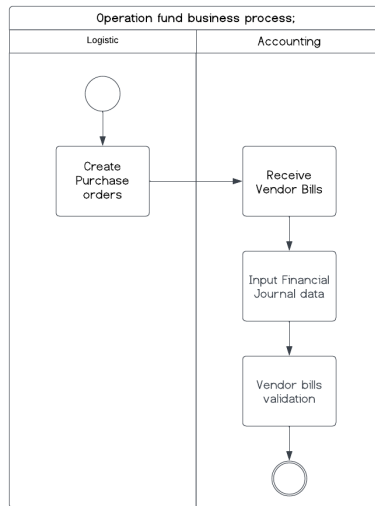 Operation fund business process;
Logistic
Accounting
Create
Purchase
orders
Receive
Vendor Bills
Input Financial
Journal data
Vendor bills
validation